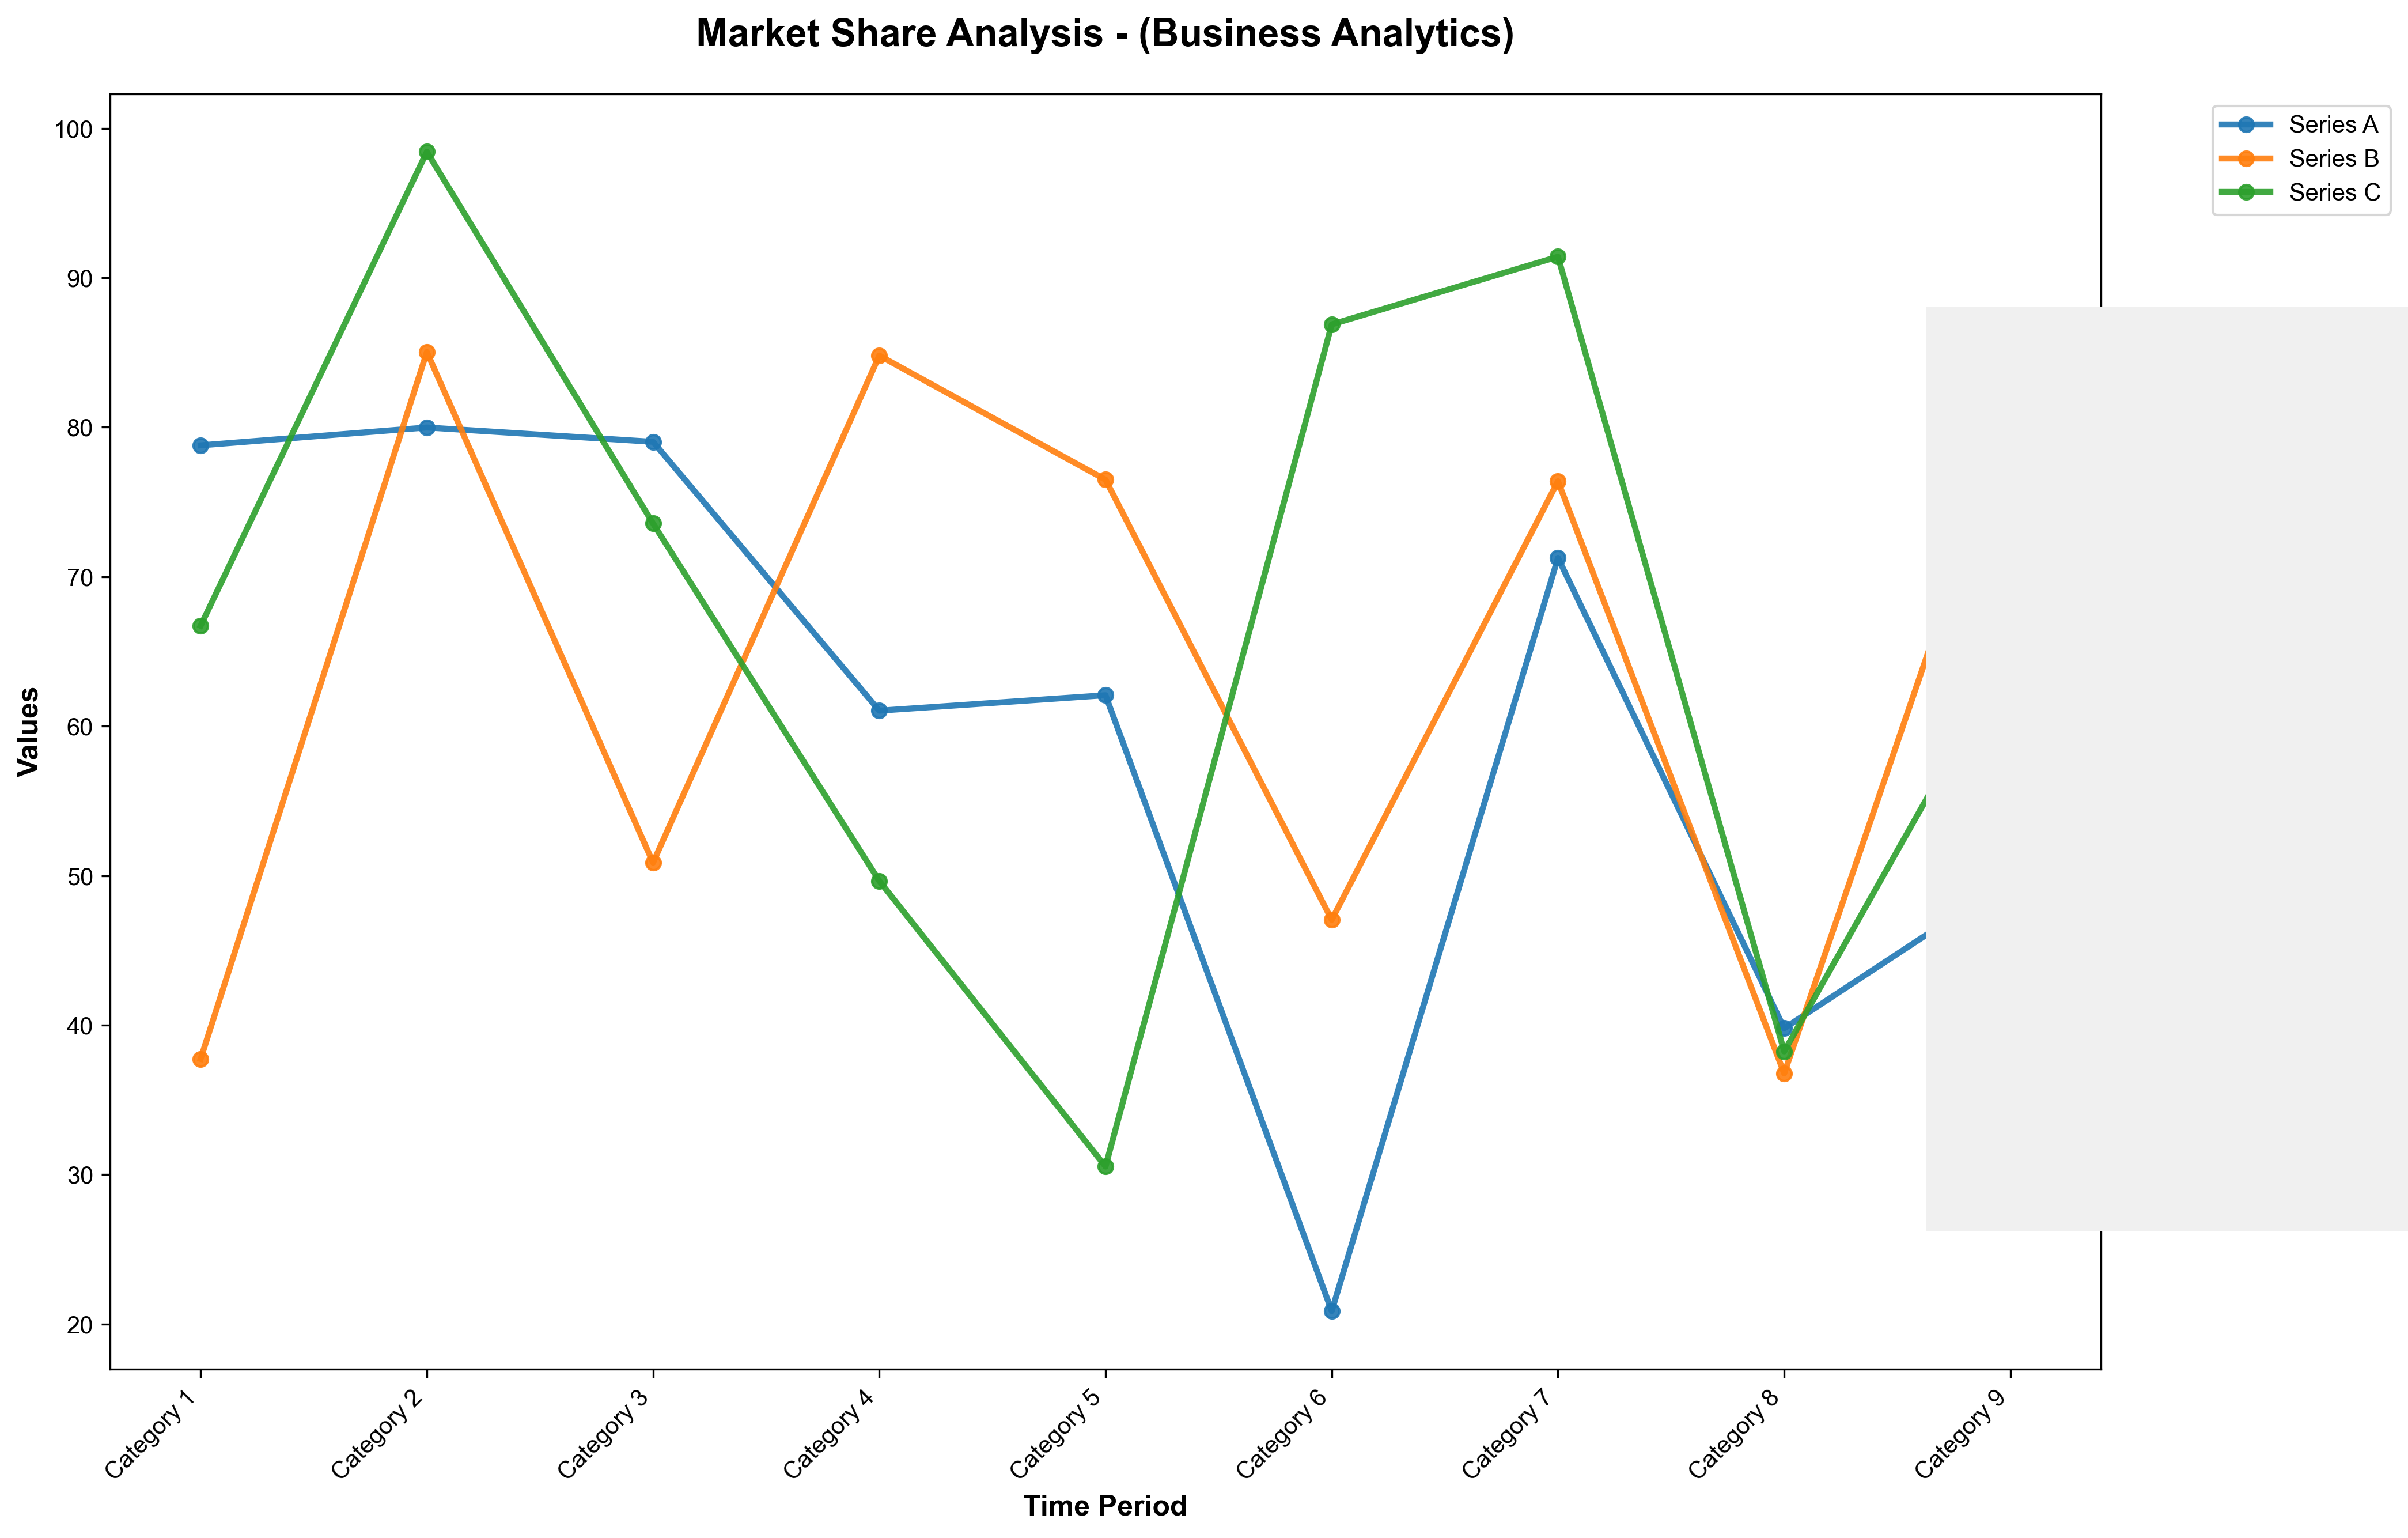 Market Share Analysis - (Business Analytics)
Series A
Series B
Series C
100
90
80
70
60
50
40
30
20
Values
Category 1
Category 2
Category 3
Category 4
Category 5
Category 6
Category 7
Category 8
Category 9
Time Period